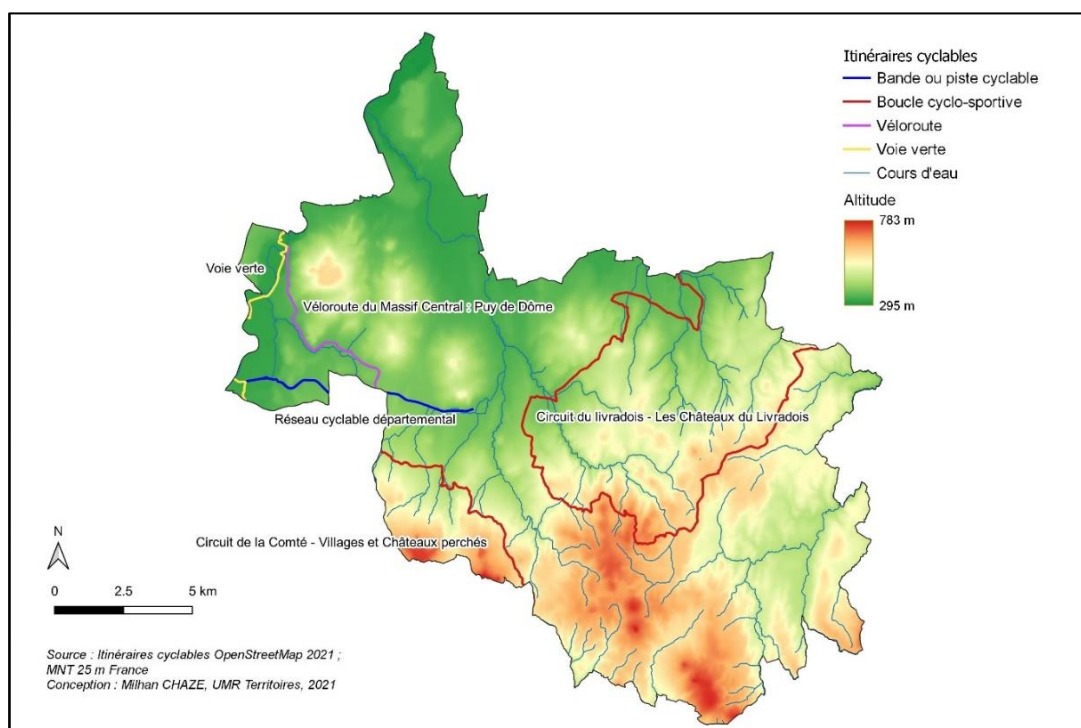 Itinéraires cyclables
Bande ou piste cyclable
Boucle cyclo-sportive
Véloroute
Voie verte
Cours d'eau
Altitude
783 m
295 m
Voie verte
Véloroute du Massif Central : Puy de Dôme
Réseau cyclable départemental
Circuit du livradois - Les Châteaux du Livradois
Circuit de la Comté - Villages et Châteaux perchés
N
0 2.5 5 km
Source : Itinéraires cyclables OpenStreetMap 2021 ;
MNT 25 m France
Conception : Milhan CHAZE, UMR Territoires, 2021